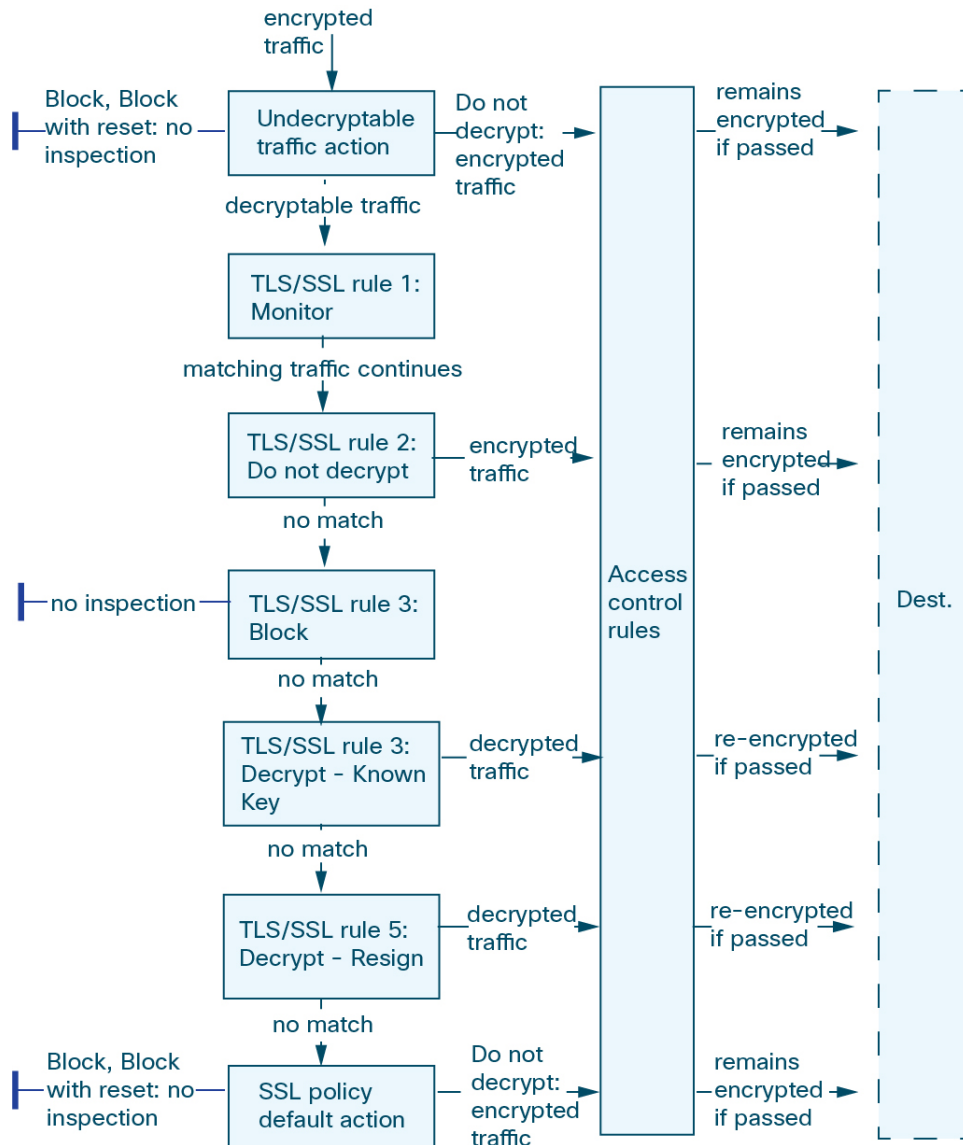 encrypted
traffic
Block, Block
with reset: no
inspection
Undecryptable
traffic action
Do not
decrypt:
encrypted
traffic
remains
encrypted
if passed
decryptable traffic
TLS/SSL rule 1:
Monitor
matching traffic continues
TLS/SSL rule 2:
Do not decrypt
encrypted
traffic
remains
encrypted
if passed
no match
no inspection
TLS/SSL rule 3:
Block
Access
control
rules
Dest.
no match
TLS/SSL rule 3:
Decrypt - Known
Key
decrypted
traffic
re-encrypted
if passed
no match
TLS/SSL rule 5:
Decrypt - Resign
decrypted
traffic
re-encrypted
if passed
no match
Block, Block
with reset: no
inspection
SSL policy
default action
Do not
decrypt:
encrypted
traffic
remains
encrypted
if passed